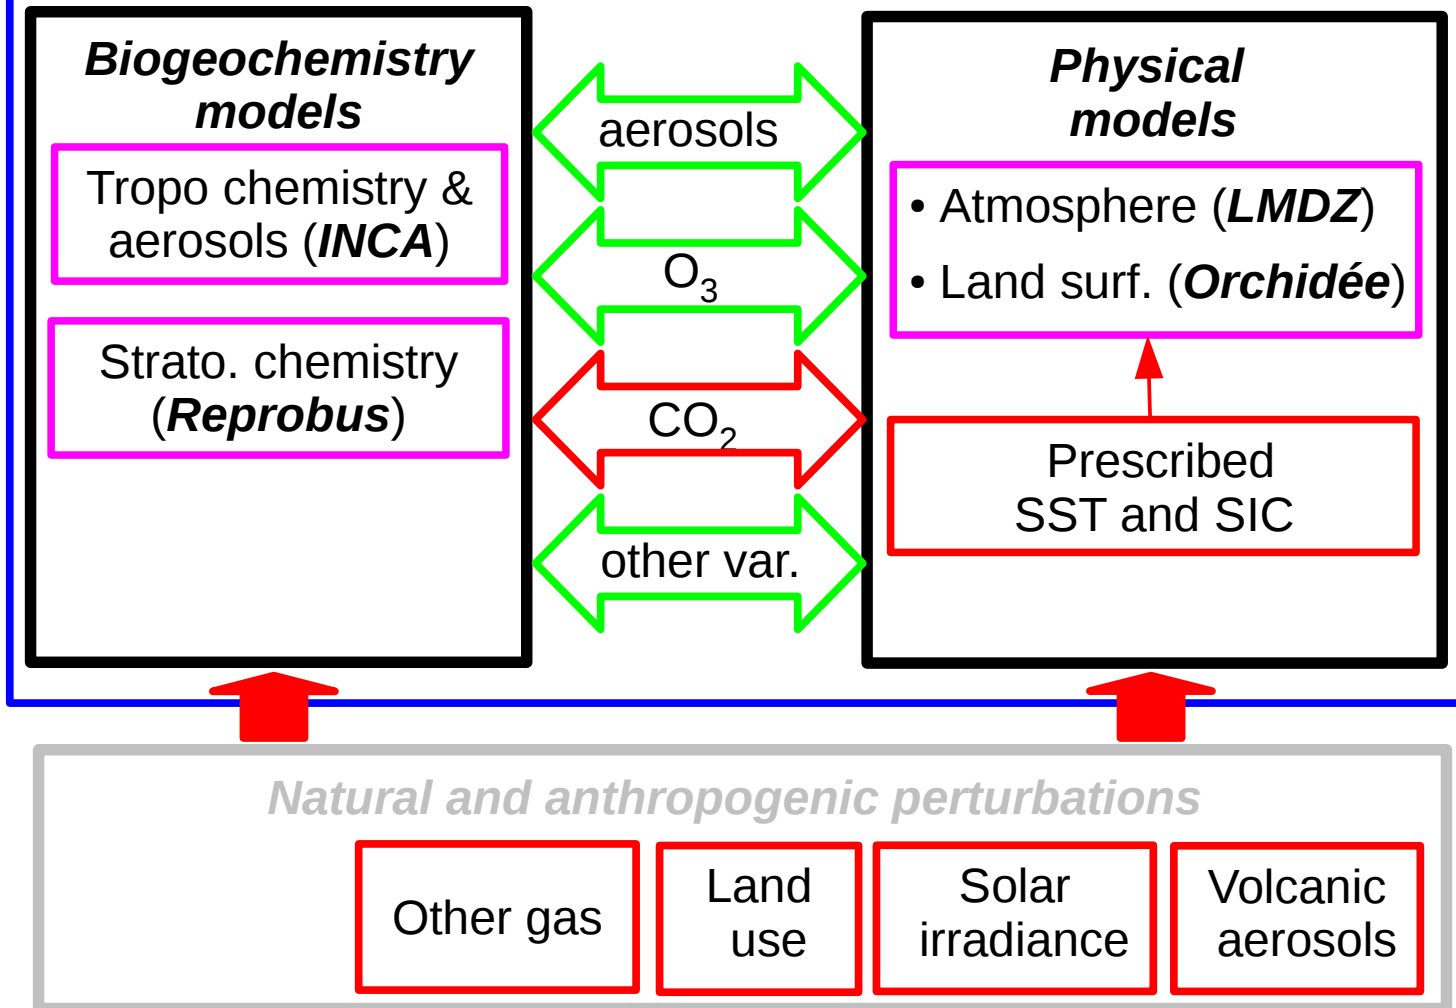 Biogeochemistry
models
Tropo chemistry &
aerosols (INCA)
Strato. chemistry
(Reprobus)
aerosols
O3
CO2
other var.
Physical
models
• Atmosphere (LMDZ)
• Land surf. (Orchidée)
Prescribed
SST and SIC
Natural and anthropogenic perturbations
Other gas
Land
use
Solar
irradiance
Volcanic
aerosols